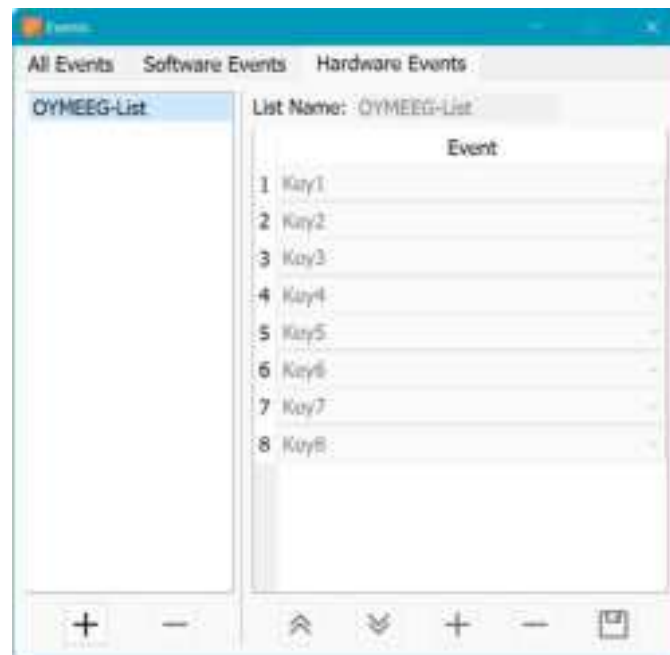 Events
All Events Software Events Hardware Events
OYMEEG-List
List Name: OYMEEG-List
Event
1 Key1
2 Key2
3 Key3
4 Key4
5 Key5
6 Key6
7 Key7
8 Key8